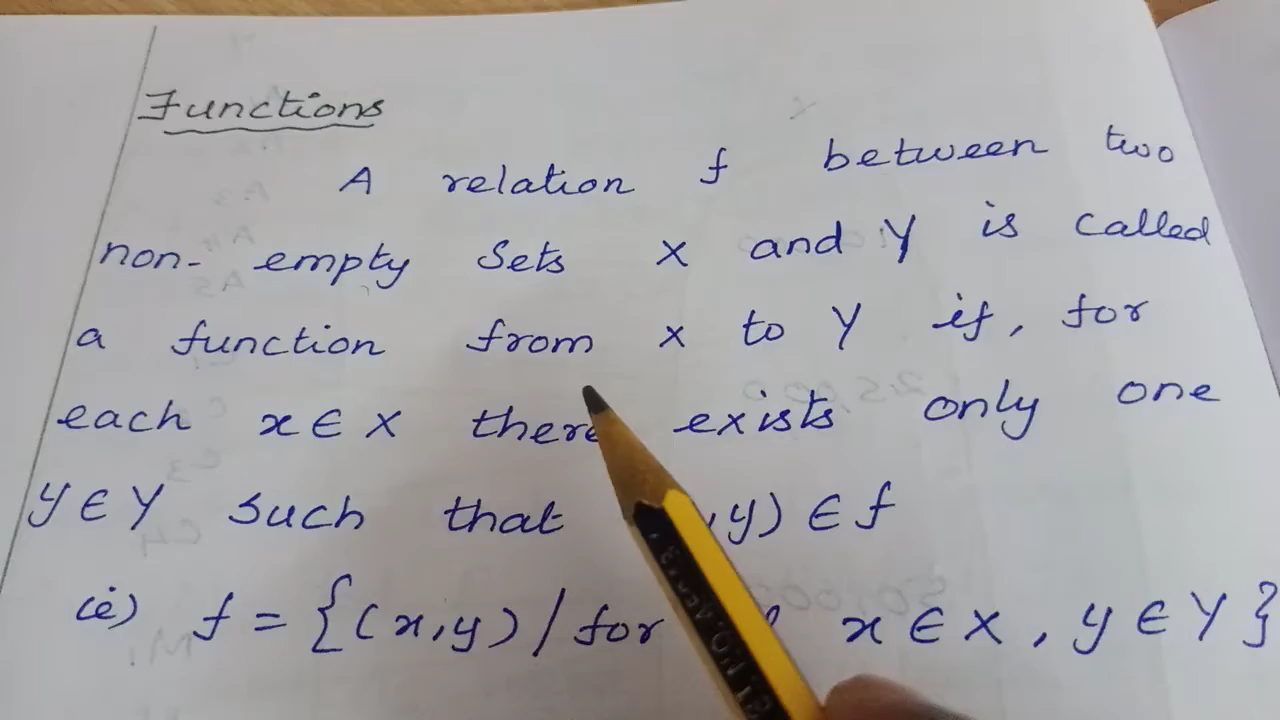 Functions
A relation f between two
non-empty sets X and Y is called
a function from X to Y if, for
each x ∈ X there exists only one
y ∈ Y such that ,y) ∈ f
(ie) f = {(x,y) / for x ∈ X, y ∈ Y}